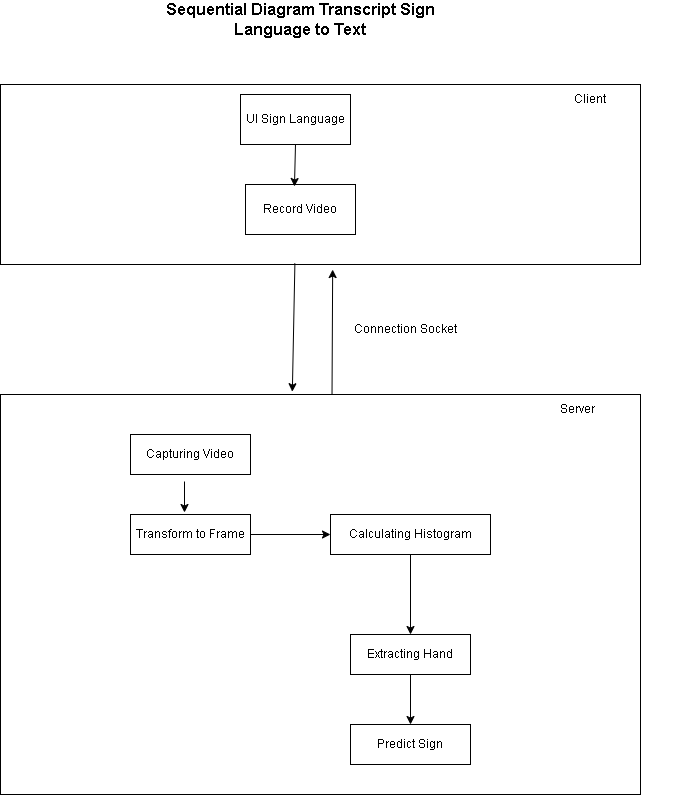 Sequential Diagram Transcript Sign
Language to Text
Client
UI Sign Language
Record Video
Connection Socket
Server
Capturing Video
Transform to Frame
Calculating Histogram
Extracting Hand
Predict Sign